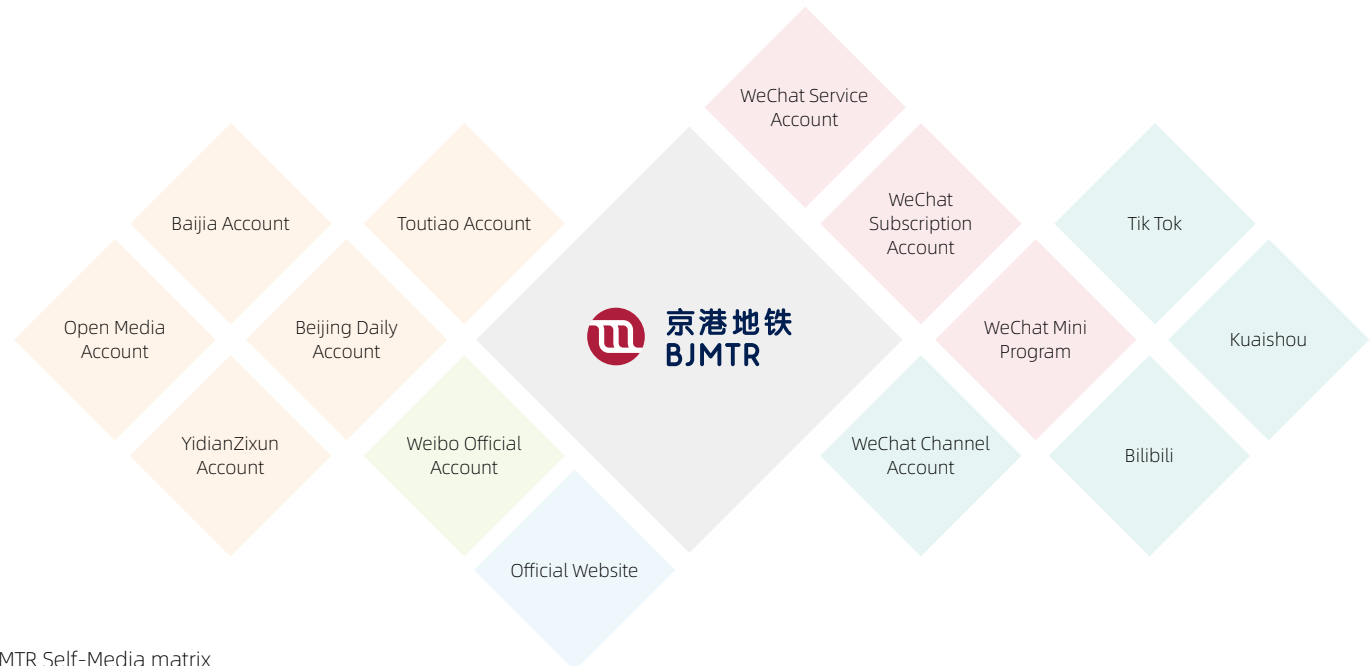 WeChat Service
Account
Baijia Account
Toutiao Account
WeChat
Subscription
Account
Tik Tok
Open Media
Account
Beijing Daily
Account
京港地铁
BJMTR
WeChat Mini
Program
Kuaishou
YidianZixun
Account
Weibo Official
Account
WeChat Channel
Account
Bilibili
Official Website
MTR Self-Media matrix